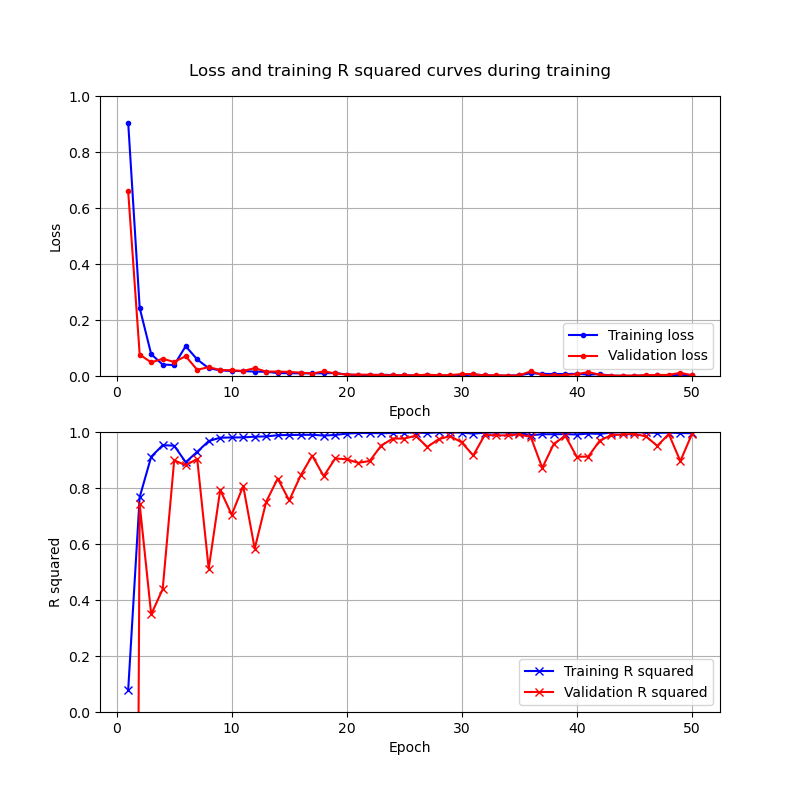 Loss and training R squared curves during training
1.0
0.8
0.6
0.4
0.2
0.0
Loss
Training loss
Validation loss
0 10 20 30 40 50
Epoch
1.0
0.8
0.6
0.4
0.2
0.0
R squared
Training R squared
Validation R squared
0 10 20 30 40 50
Epoch